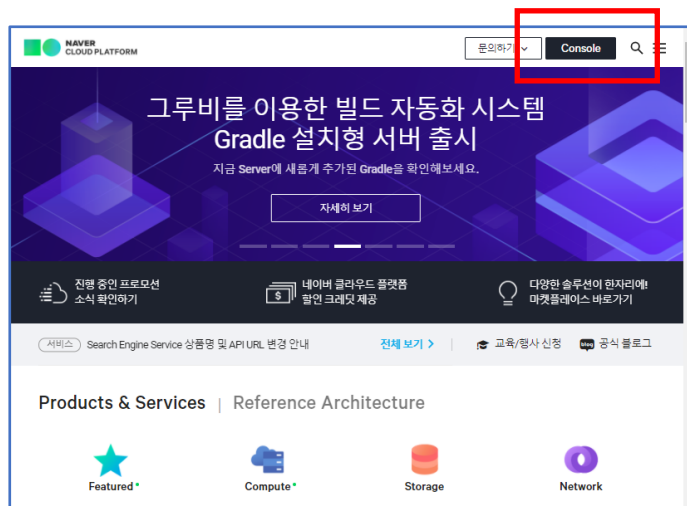 NAVER
CLOUD PLATFORM
문의하기
Console
그루비를 이용한 빌드 자동화 시스템
Gradle 설치형 서버 출시
지금 Server에 새롭게 추가된 Gradle을 확인해보세요.
자세히 보기
진행 중인 프로모션
소식 확인하기
$
네이버 클라우드 플랫폼
할인 크레딧 제공
다양한 솔루션이 한자리에!
마켓플레이스 바로가기
서비스 Search Engine Service 상품명 및 API URL 변경 안내 전체 보기 교육/행사 신청 blog 공식 블로그
Products & Services | Reference Architecture
Featured Compute Storage Network